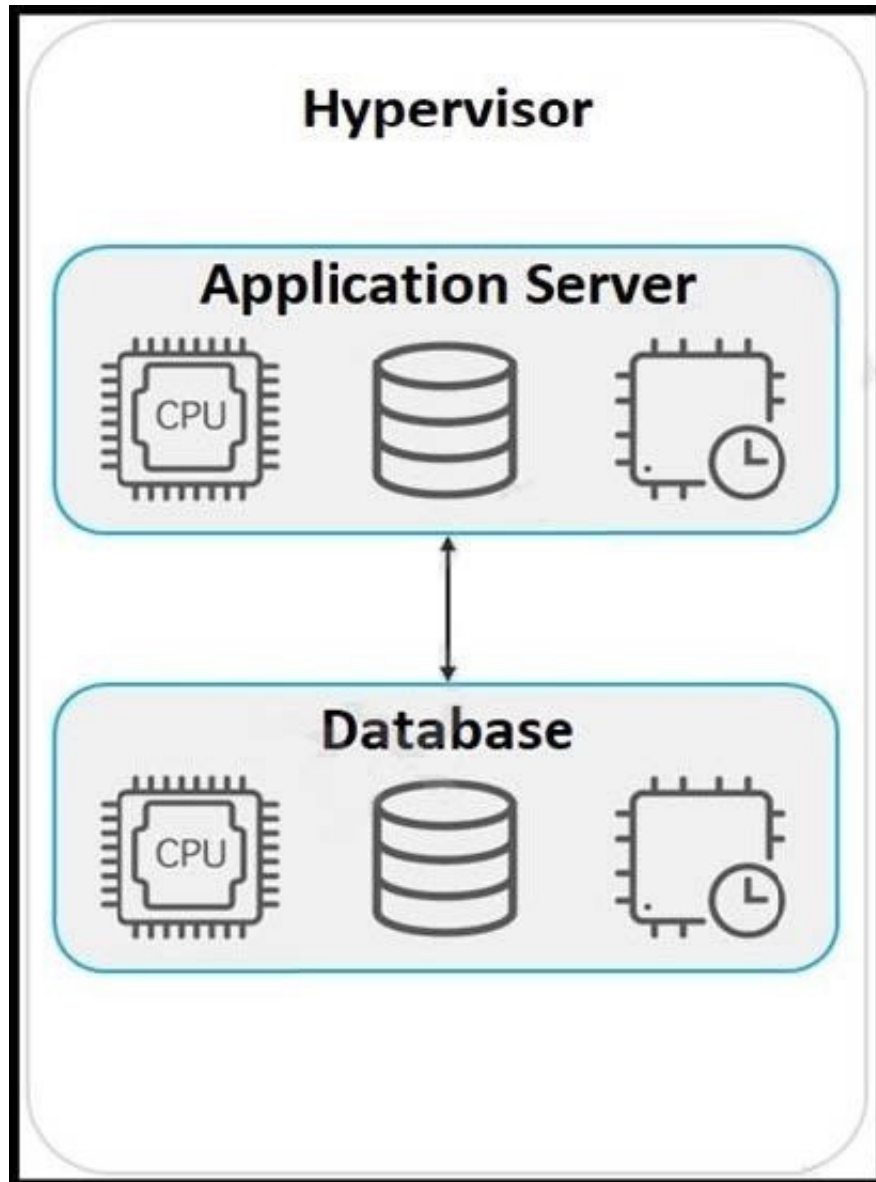 Hypervisor
Application Server
CPU
Database
CPU